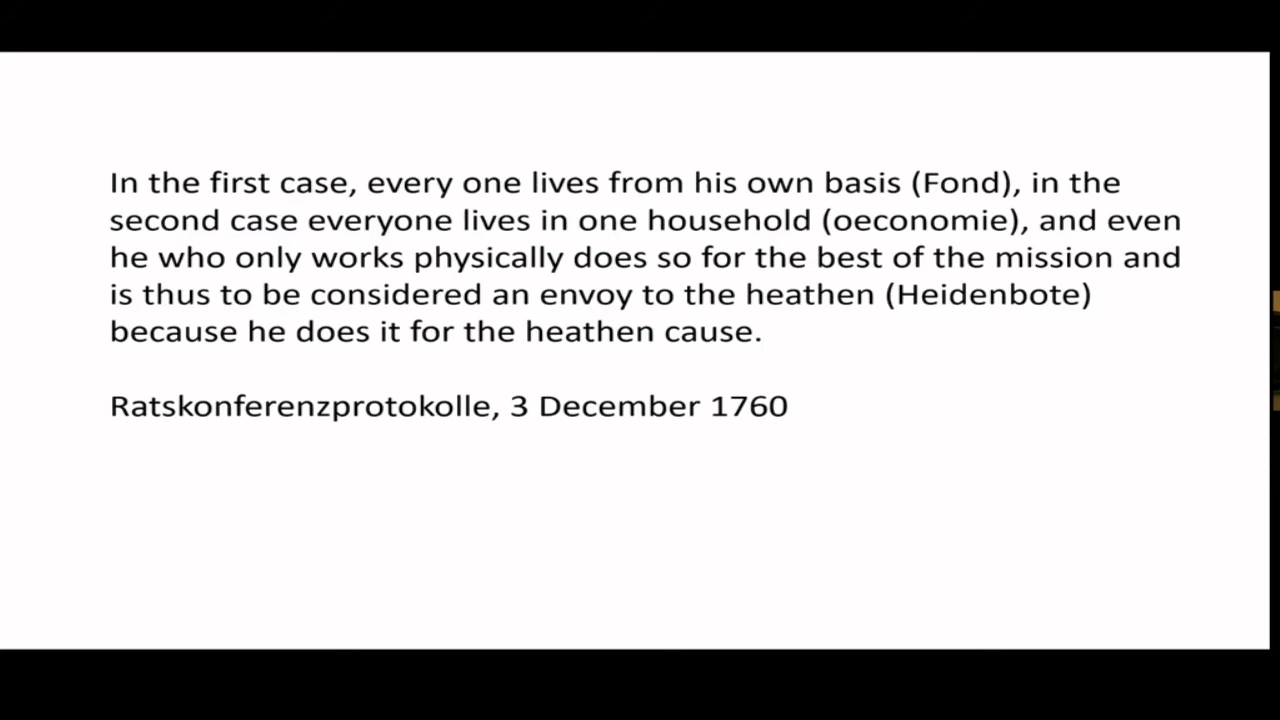 In the first case, every one lives from his own basis (Fond), in the
second case everyone lives in one household (oeconomie), and even
he who only works physically does so for the best of the mission and
is thus to be considered an envoy to the heathen (Heidenbote)
because he does it for the heathen cause.
Ratskonferenzprotokolle, 3 December 1760